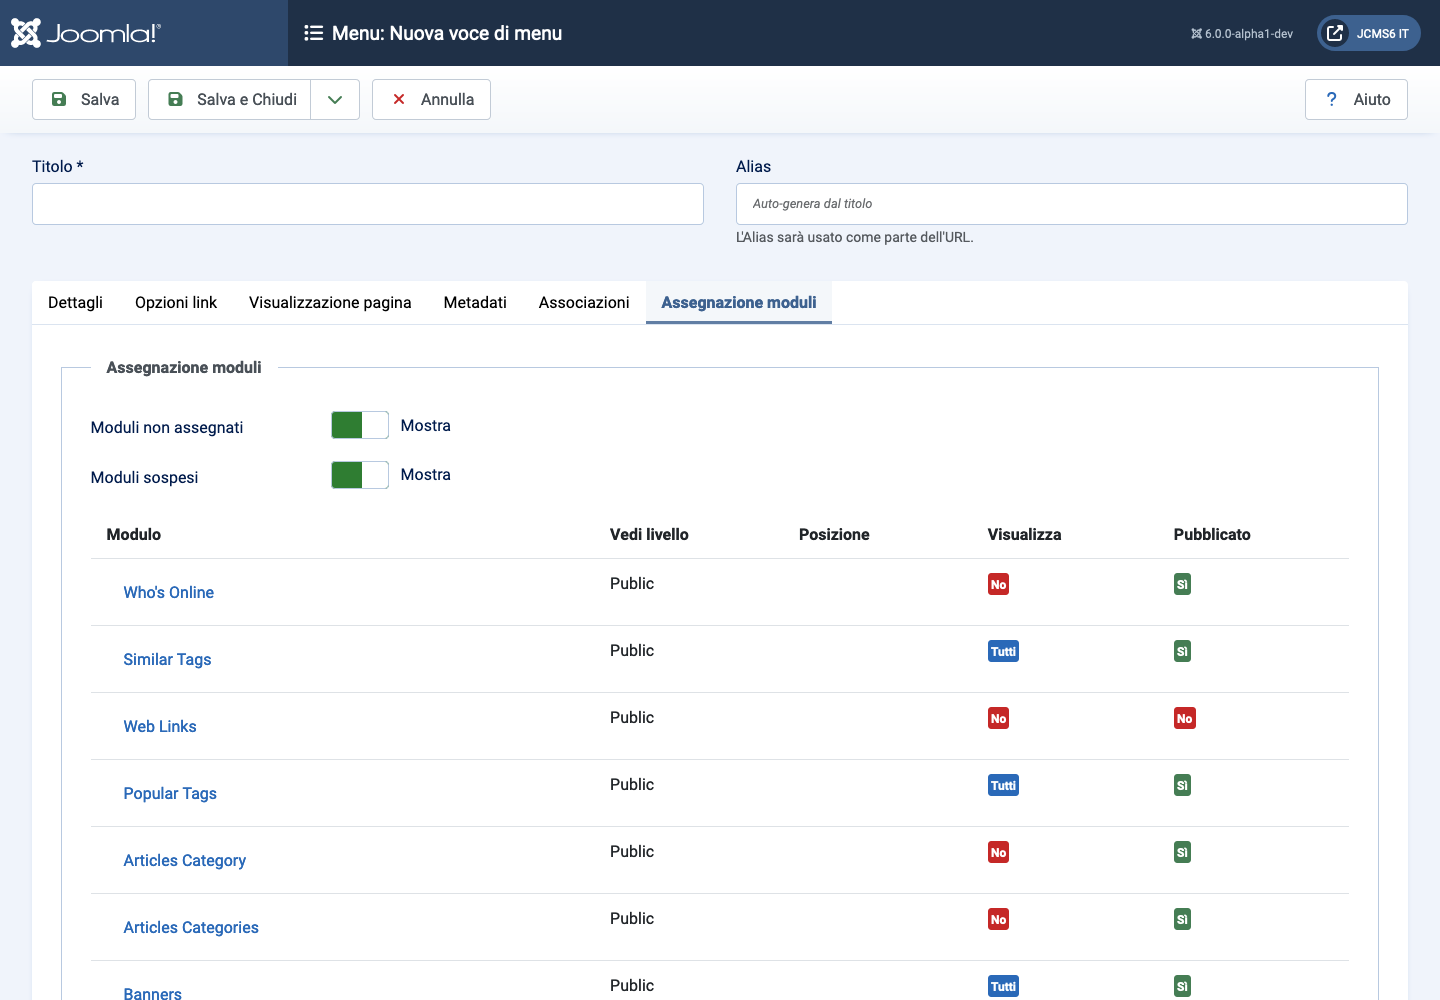 Joomla!®
Menu: Nuova voce di menu
6.0.0-alpha1-dev
JCMS6 IT
Salva
Salva e Chiudi
Annulla
? Aiuto
Titolo *
Alias
Auto-genera dal titolo
L'Alias sarà usato come parte dell'URL.
Dettagli Opzioni link Visualizzazione pagina Metadati Associazioni Assegnazione moduli
Assegnazione moduli
Moduli non assegnati Mostra
Moduli sospesi Mostra
Modulo Vedi livello Posizione Visualizza Pubblicato
Who's Online Public No Sì
Similar Tags Public Tutti Sì
Web Links Public No No
Popular Tags Public Tutti Sì
Articles Category Public No Sì
Articles Categories Public No Sì
Banners Public Tutti Sì